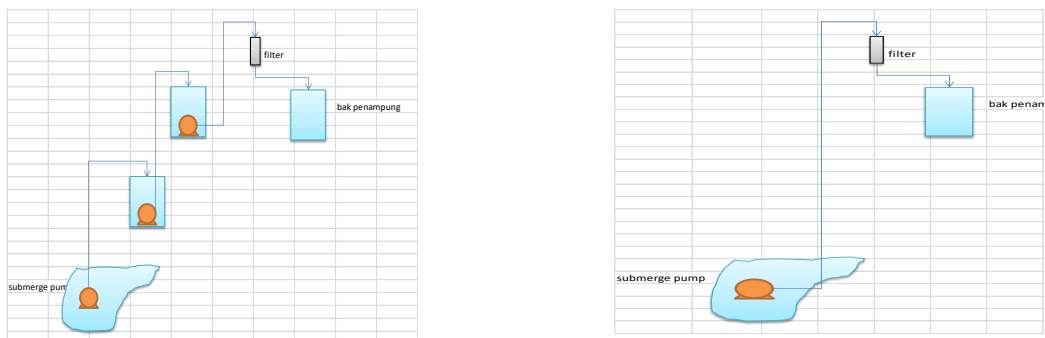 filter
bak penampung
submerge pum
filter
bak penam
submerge pump